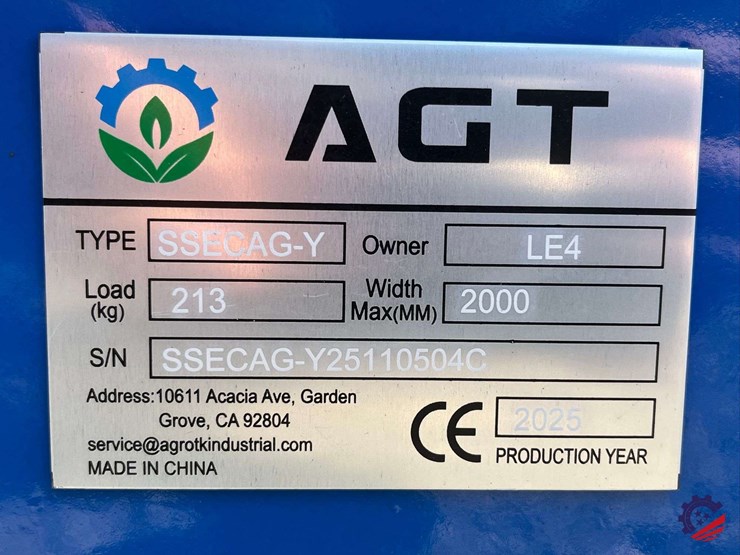 AGT
TYPE SSECAG-Y Owner LE4
Load (kg) 213 Width Max(MM) 2000
S/N SSECAG-Y25110504C
Address:10611 Acacia Ave, Garden
Grove, CA 92804
service@agrotkindustrial.com
MADE IN CHINA
CE 2025
PRODUCTION YEAR